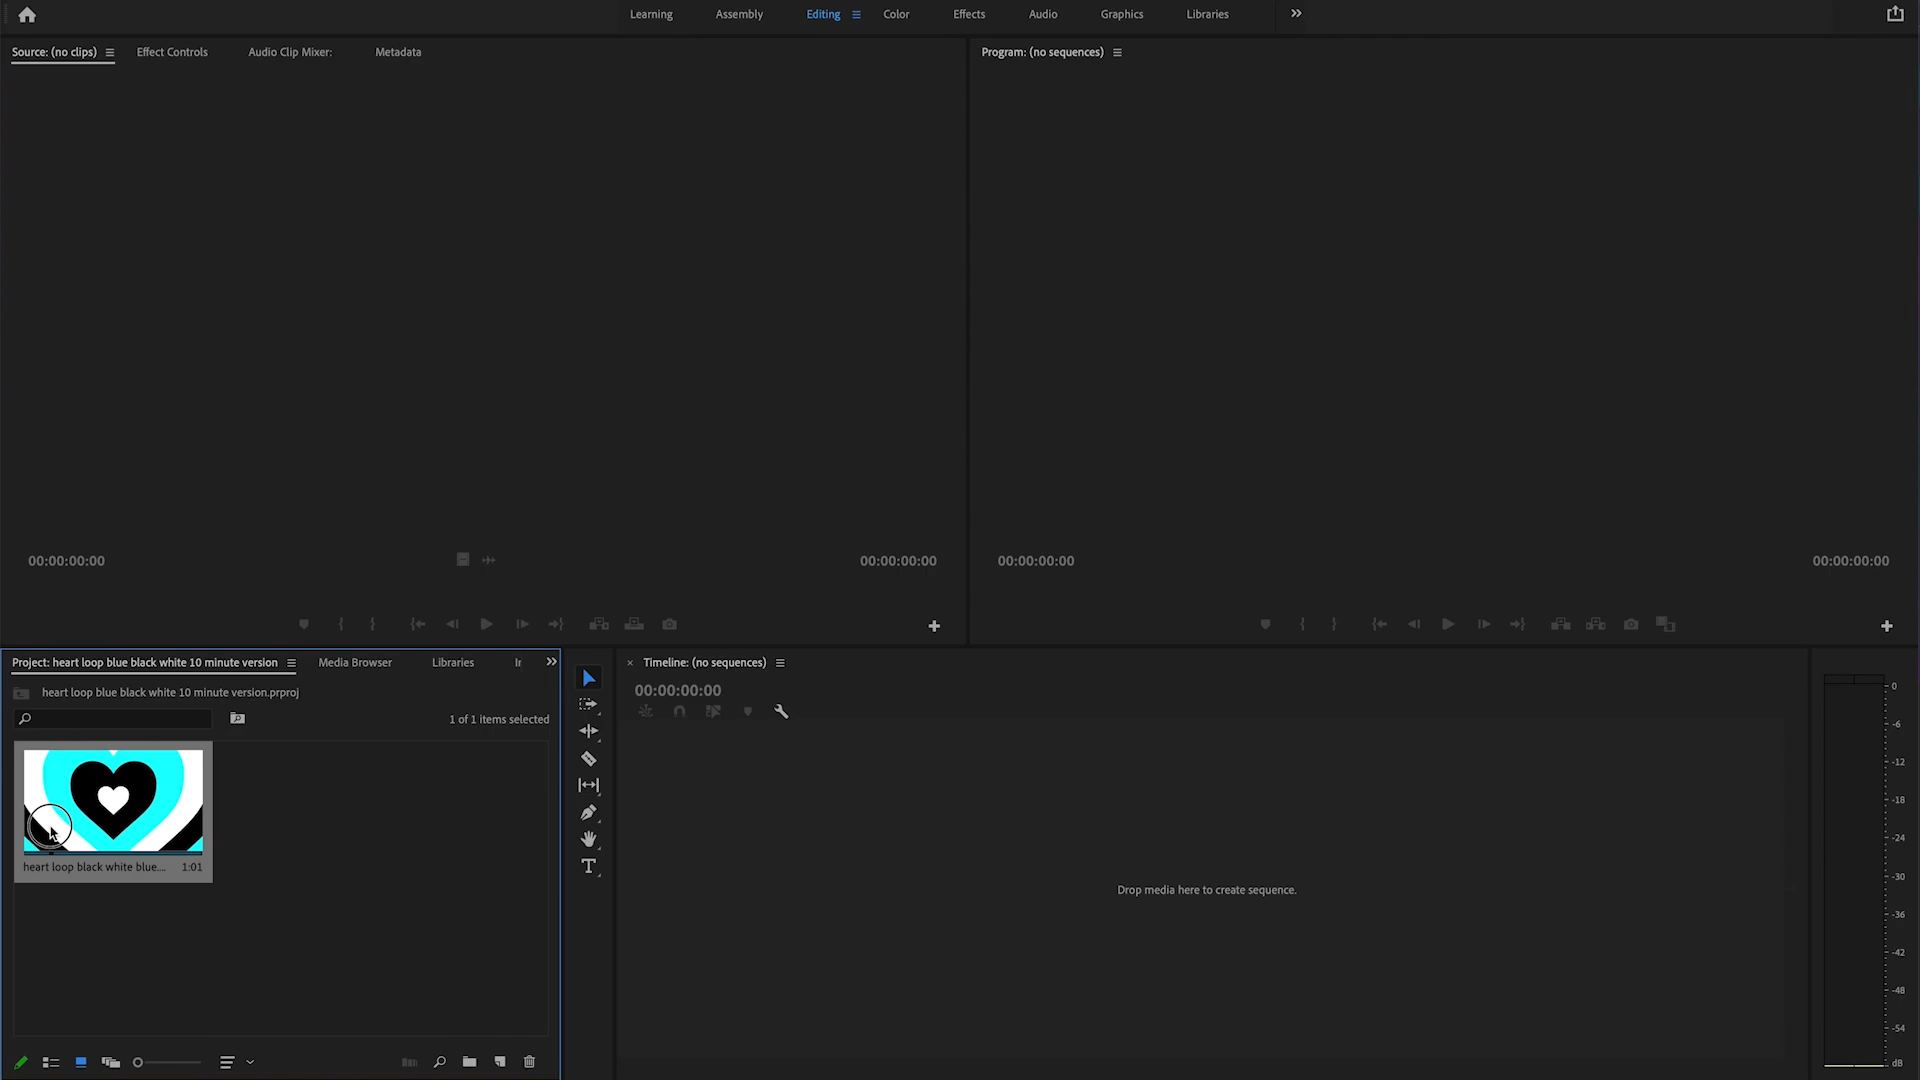 Learning Assembly Editing Color Effects Audio Graphics Libraries
Source: (no clips) Effect Controls Audio Clip Mixer: Metadata
Program: (no sequences)
00:00:00:00 00:00:00:00
00:00:00:00 00:00:00:00
Project: heart loop blue black white 10 minute version Media Browser Libraries Ir
heart loop blue black white 10 minute version.prproj
1 of 1 items selected
heart loop black white blue.... 1:01
Timeline: (no sequences)
00:00:00:00
Drop media here to create sequence.
0
-6
-12
-18
-24
-30
-36
-42
-48
-54
dB